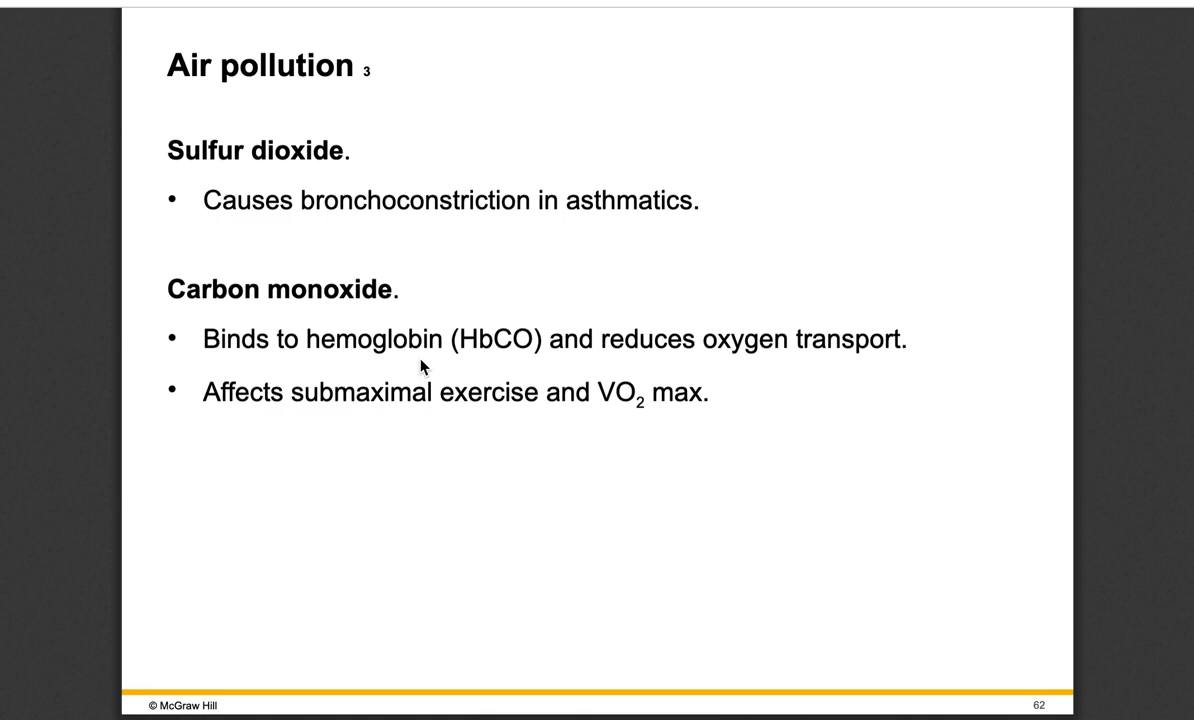 Air pollution 3
Sulfur dioxide.
• Causes bronchoconstriction in asthmatics.
Carbon monoxide.
• Binds to hemoglobin (HbCO) and reduces oxygen transport.
• Affects submaximal exercise and VO₂ max.
© McGraw Hill
62